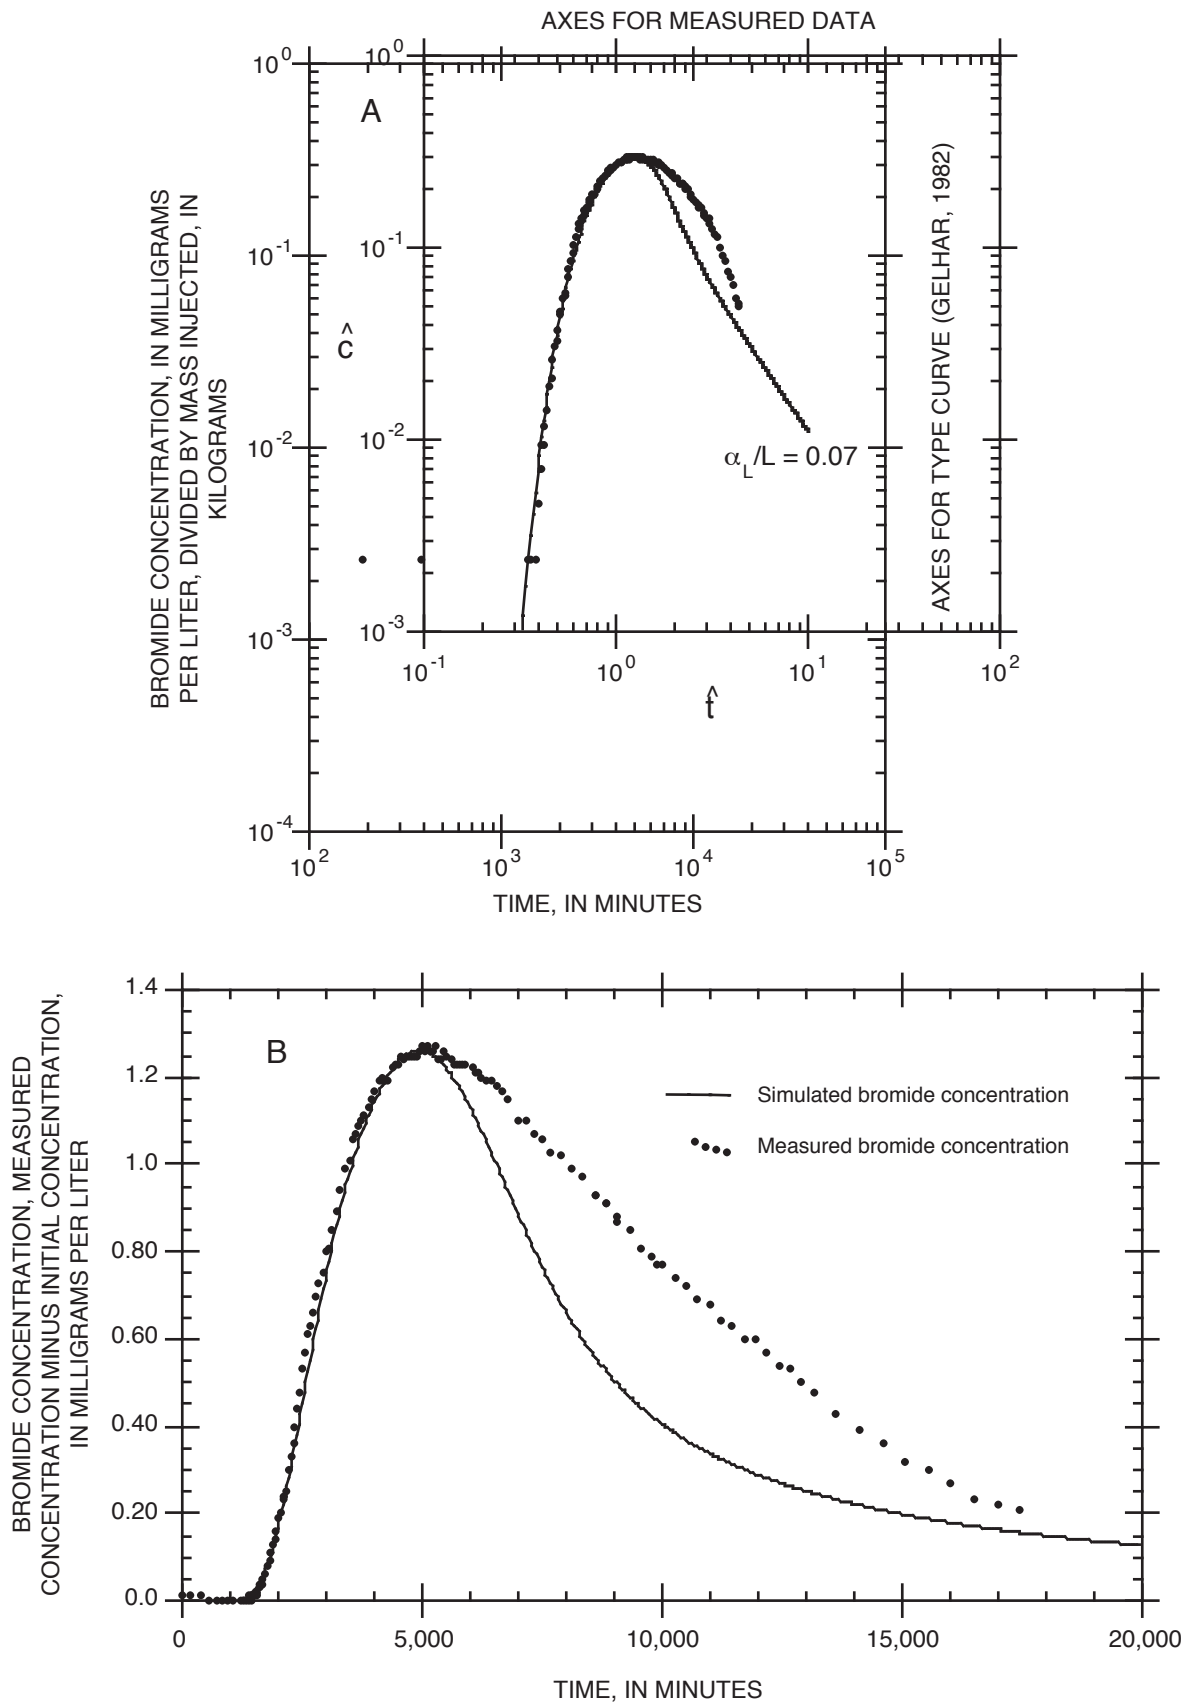 AXES FOR MEASURED DATA
10^0
10^0
A
BROMIDE CONCENTRATION, IN MILLIGRAMS
PER LITER, DIVIDED BY MASS INJECTED, IN
KILOGRAMS
AXES FOR TYPE CURVE (GELHAR, 1982)
10^-1
10^-1
ĉ
10^-2
10^-2
α_L/L = 0.07
10^-3
10^-3
10^-1
10^0
10^1
10^2
t̂
10^-4
10^2
10^3
10^4
10^5
TIME, IN MINUTES
BROMIDE CONCENTRATION, MEASURED
CONCENTRATION MINUS INITIAL CONCENTRATION,
IN MILLIGRAMS PER LITER
1.4
B
1.2
Simulated bromide concentration
Measured bromide concentration
1.0
0.80
0.60
0.40
0.20
0.0
0
5,000
10,000
15,000
20,000
TIME, IN MINUTES